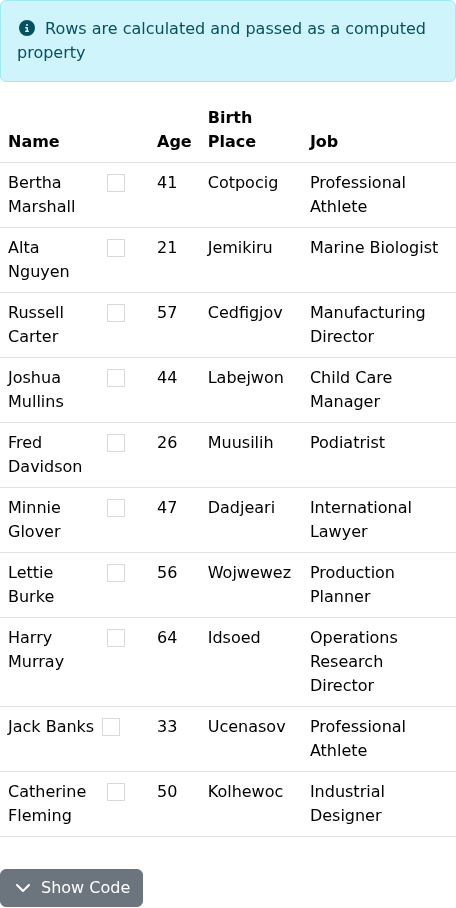 Rows are calculated and passed as a computed
property
Name Age Birth Place Job
Bertha Marshall 41 Cotpocig Professional Athlete
Alta Nguyen 21 Jemikiru Marine Biologist
Russell Carter 57 Cedfigjov Manufacturing Director
Joshua Mullins 44 Labejwon Child Care Manager
Fred Davidson 26 Muusilih Podiatrist
Minnie Glover 47 Dadjeari International Lawyer
Lettie Burke 56 Wojwewez Production Planner
Harry Murray 64 Idsoed Operations Research Director
Jack Banks 33 Ucenasov Professional Athlete
Catherine Fleming 50 Kolhewoc Industrial Designer
Show Code